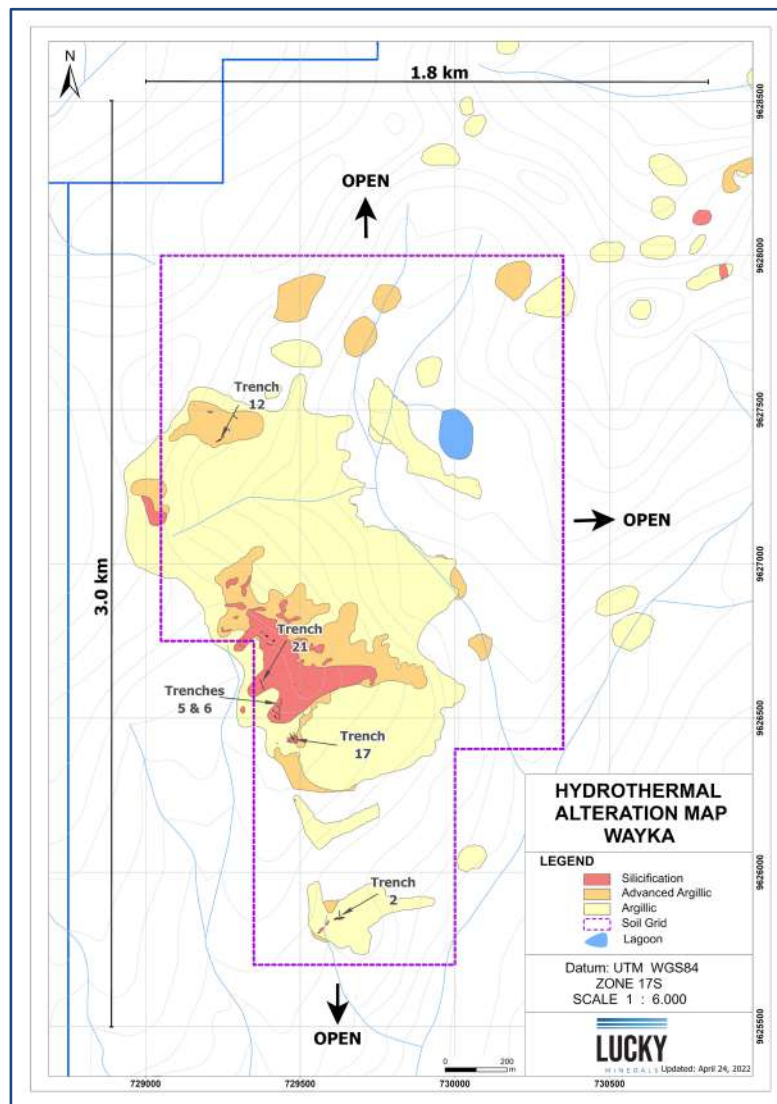 N
1.8 km
9628500
OPEN
9628000
Trench
12
9627500
OPEN
9627000
3.0 km
Trench
21
Trenches
5 & 6
9626500
Trench
17
HYDROTHERMAL
ALTERATION MAP
WAYKA
LEGEND
Silicification
Advanced Argillic
Argillic
Soil Grid
Lagoon
9626000
Trench
2
Datum: UTM WGS84
ZONE 17S
SCALE 1 : 6.000
9625500
OPEN
LUCKY
MINERALS
Updated: April 24, 2022
0 200
m
729000 729500 730000 730500